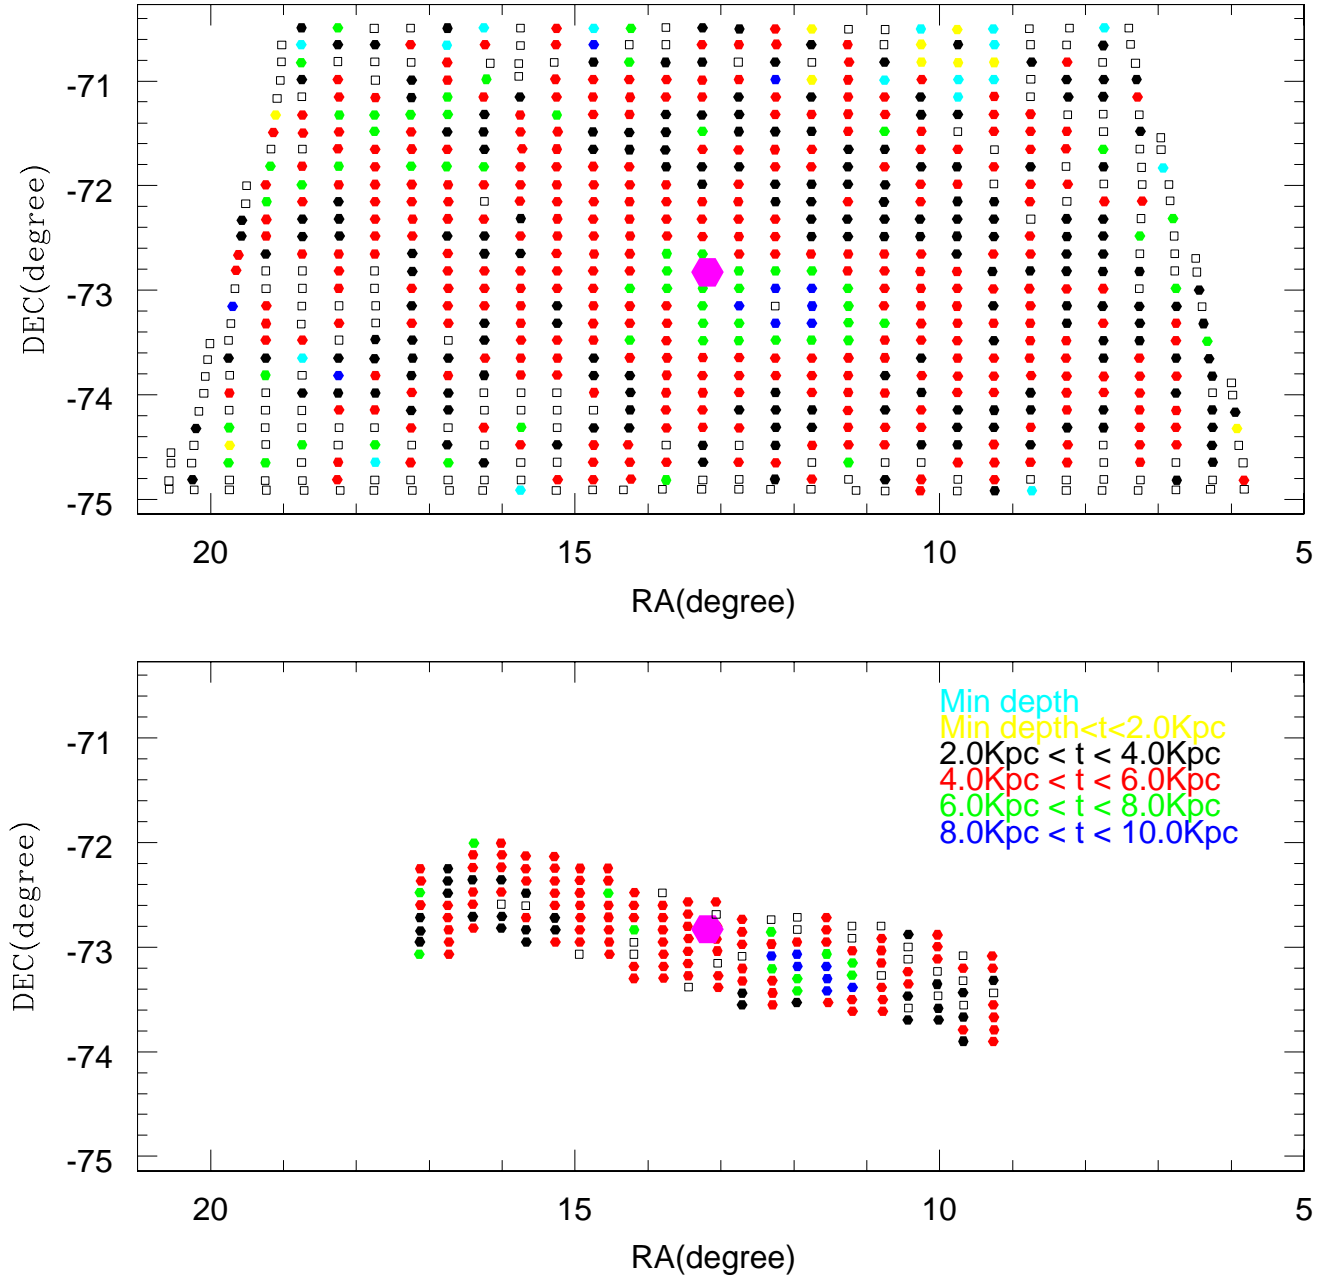 -71
-72
-73
-74
-75
DEC(degree)
20 15 10 5
RA(degree)
Min depth
Min depth<t<2.0Kpc
2.0Kpc < t < 4.0Kpc
4.0Kpc < t < 6.0Kpc
6.0Kpc < t < 8.0Kpc
8.0Kpc < t < 10.0Kpc
-71
-72
-73
-74
-75
DEC(degree)
20 15 10 5
RA(degree)